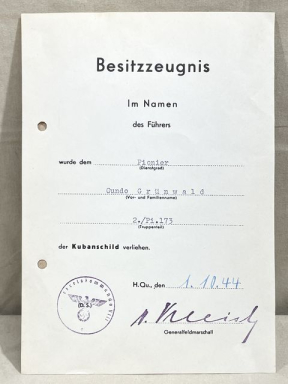 Besitzzeugnis
Im Namen
des Führers
wurde dem Pionier
(Dienstgrad)
Gundo Grünwald
(Vor- und Familienname)
2./Pi.173
(Truppenteil)
der Kubanschild verliehen.
H.Qu., den 1.10.44
(D.S.)
Generalfeldmarschall